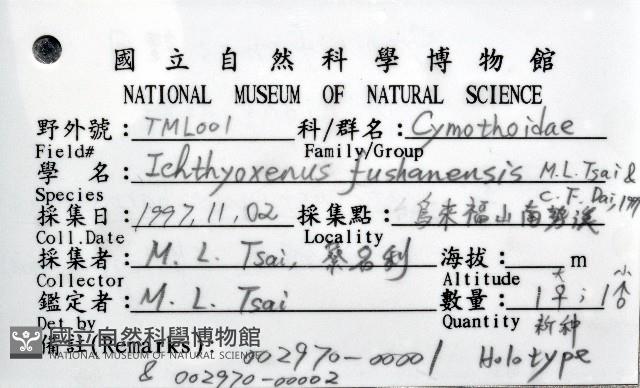 國立自然科學博物館
NATIONAL MUSEUM OF NATURAL SCIENCE
野外號: TML001 科/群名: Cymothoidae
Field# Family/Group
學 名: Ichthyoxenus fushanensis M.L. Tsai &
Species C. F. Dai, 1999
採集日: 1997.11.02 採集點: 烏來福山南勢溪
Coll.Date Locality
採集者: M. L. Tsai, 海拔: m
Collector Altitude 大 小
鑑定者: M. L. Tsai 數量: 1♀; 1♂
Det by Quantity 新種
備註(Remarks): 002970-00001 Holotype
& 002970-00002
國立自然科學博物館
NATIONAL MUSEUM OF NATURAL SCIENCE